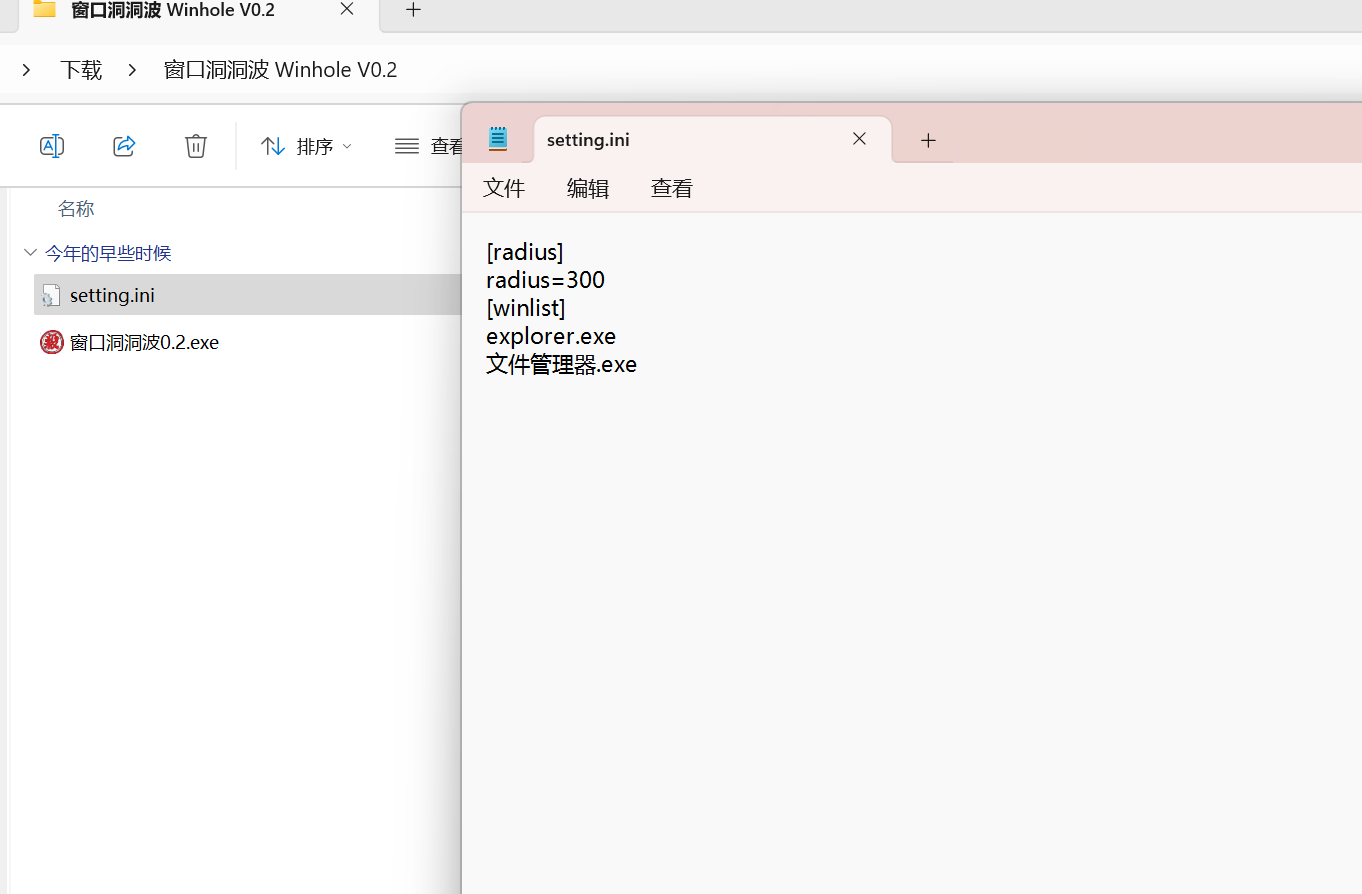 窗口洞洞波 Winhole V0.2
下载
窗口洞洞波 Winhole V0.2
排序
查看
setting.ini
文件
编辑
查看
名称
今年的早些时候
setting.ini
窗口洞洞波0.2.exe
[radius]
radius=300
[winlist]
explorer.exe
文件管理器.exe